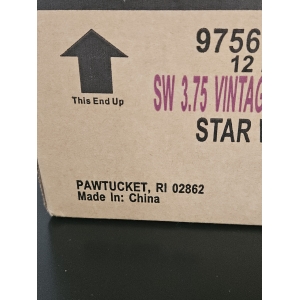 9756
12
SW 3.75 VINTAG
STAR
This End Up
PAWTUCKET, RI 02862
Made In: China